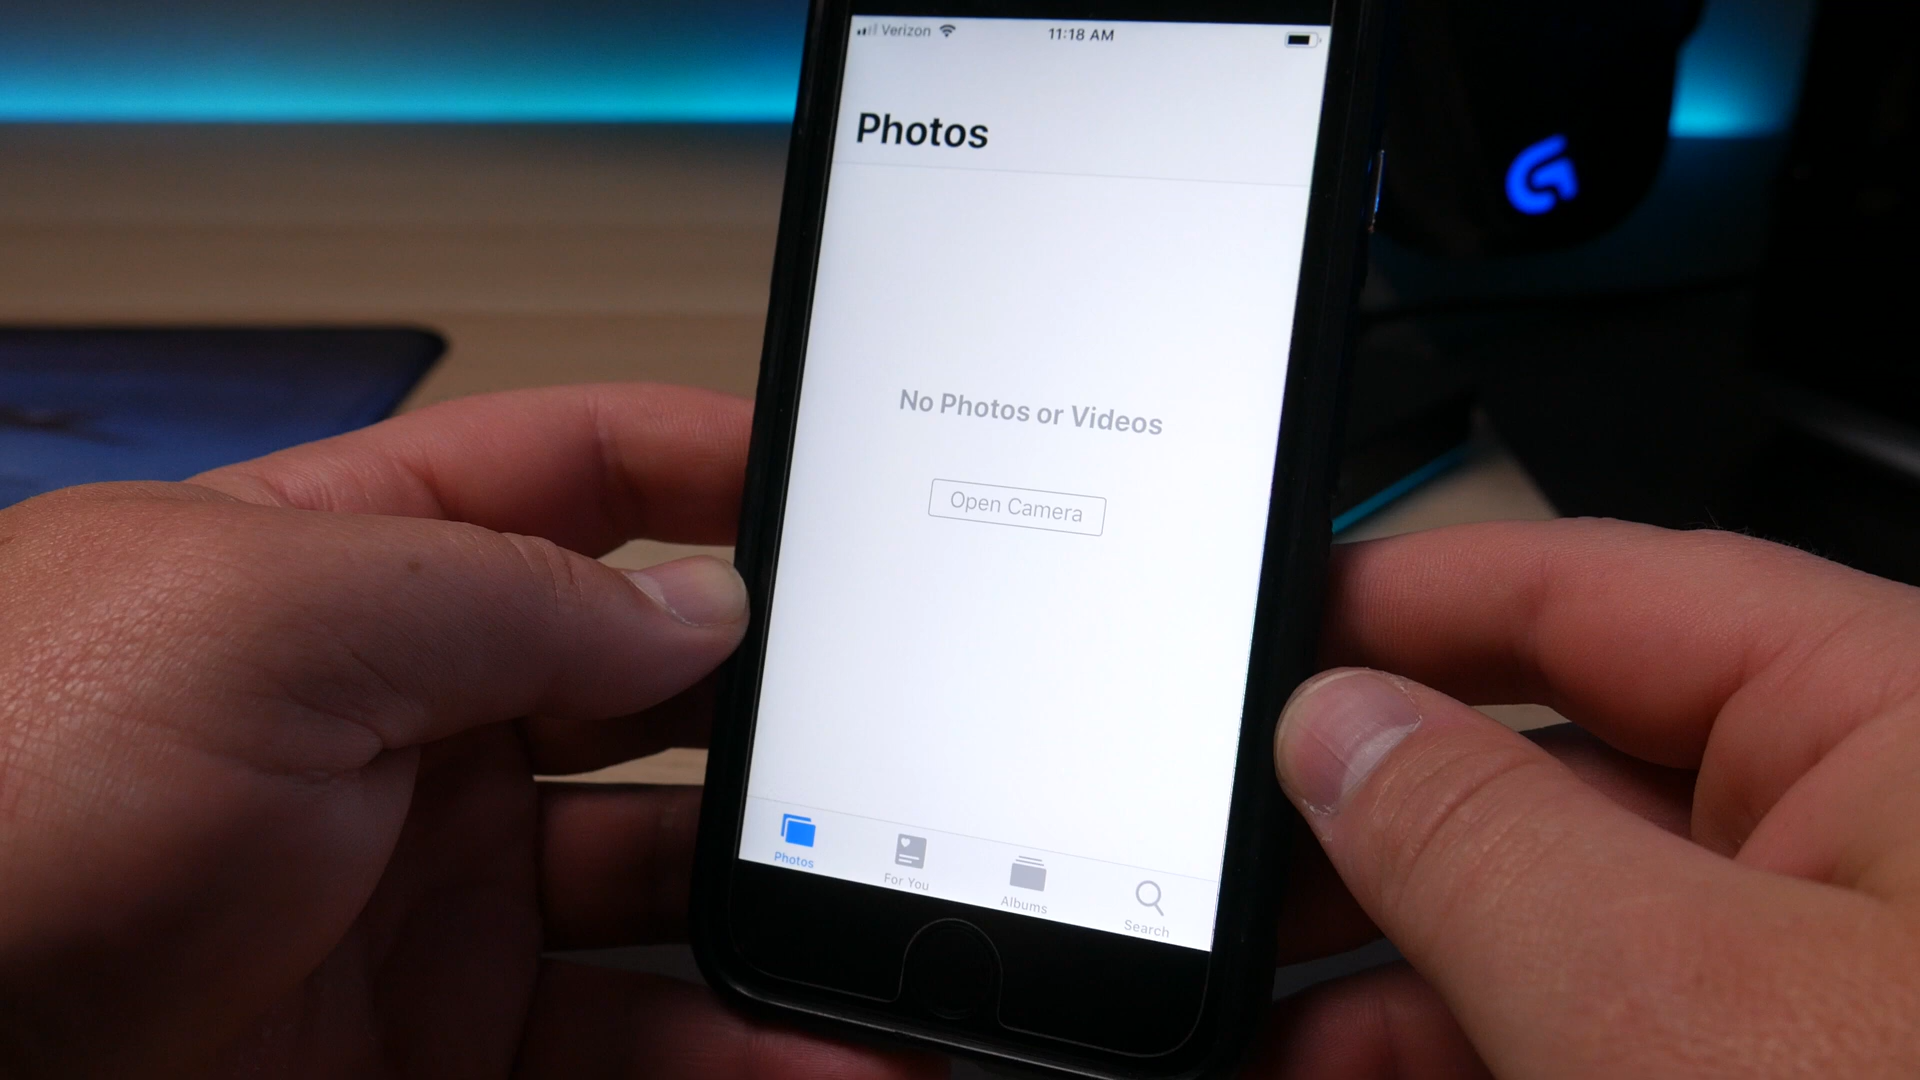 Verizon
11:18 AM
Photos
No Photos or Videos
Open Camera
Photos
For You
Albums
Search